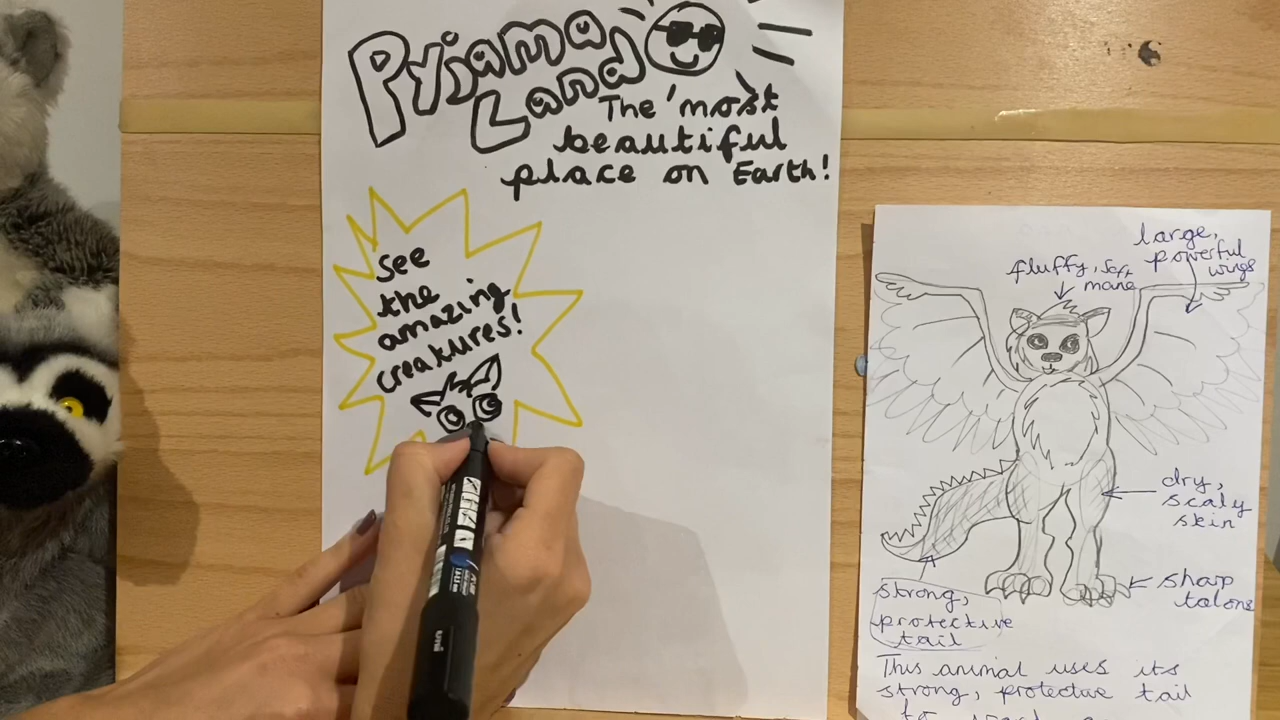 Pyjama
Land
The most
beautiful
place on Earth!
See
the
amazing
creatures!
large,
powerful
wings
fluffy, soft
mane
dry,
scaly
skin
sharp
talons
strong,
protective
tail
This animal uses its
strong, protective tail
uni